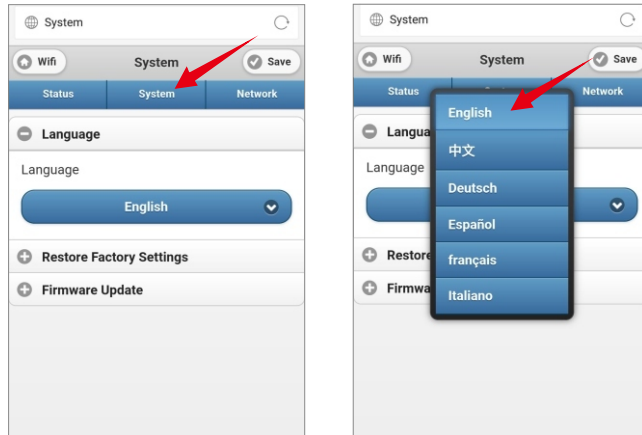 System
Wifi
System
Save
Status
System
Network
Language
Language
English
Restore Factory Settings
Firmware Update
System
Wifi
System
Save
Status
Network
Langua
English
中文
Language
Deutsch
Español
Restore
français
Firmwa
Italiano